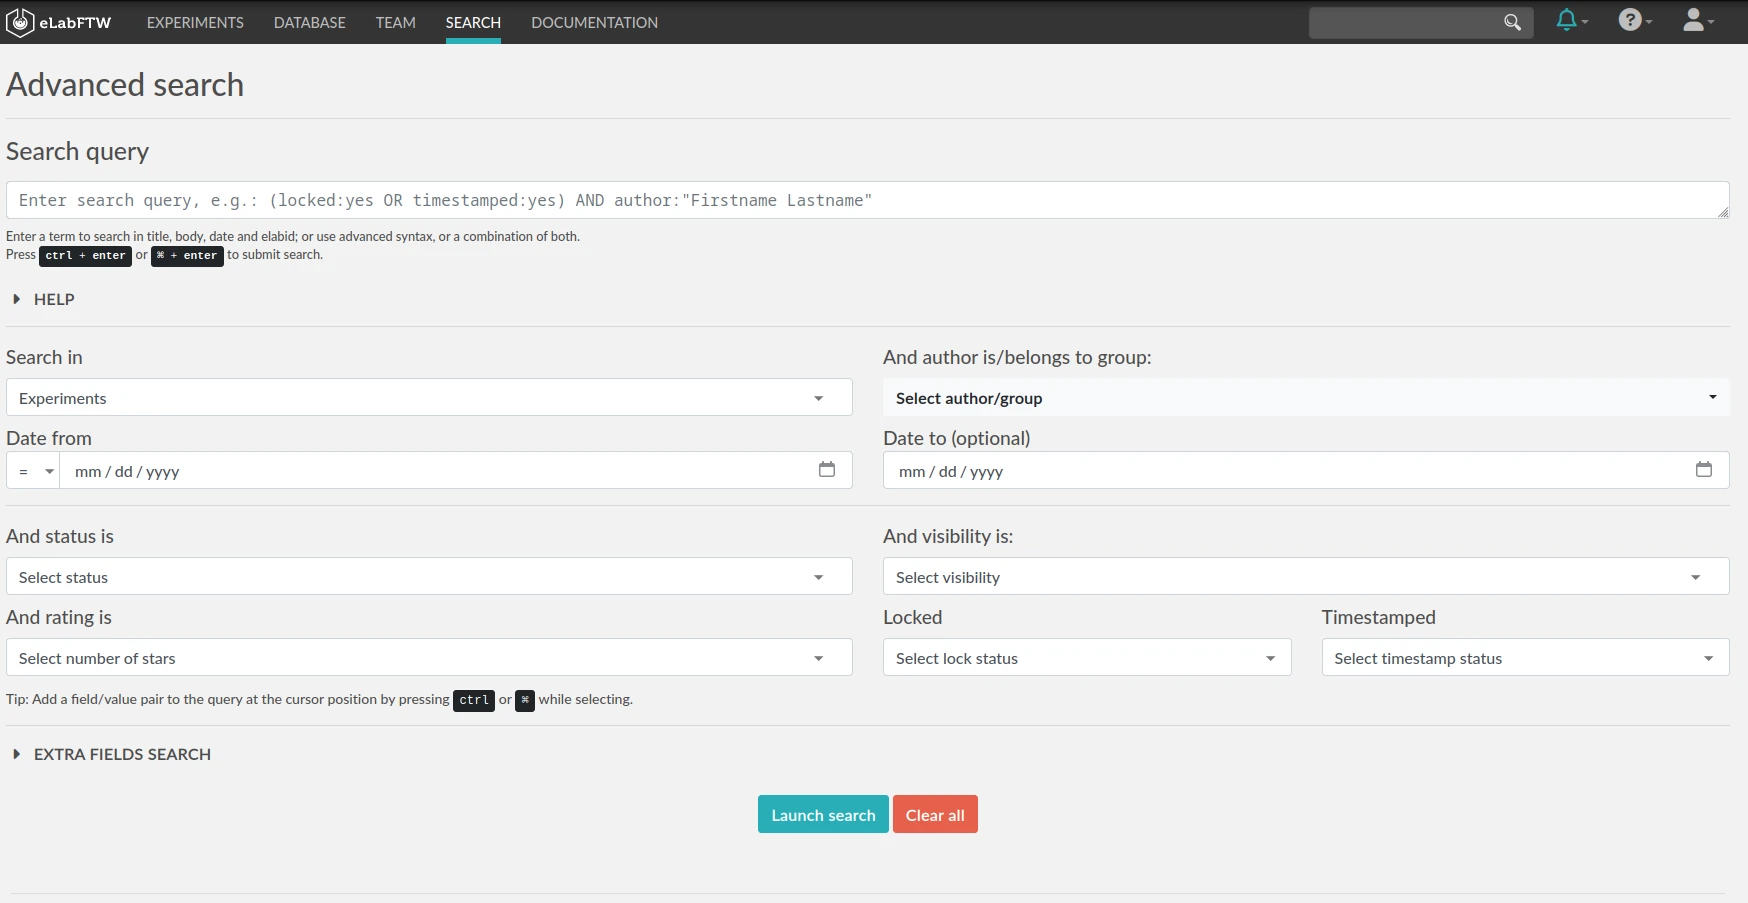 eLabFTW EXPERIMENTS DATABASE TEAM SEARCH DOCUMENTATION
Advanced search
Search query
Enter search query, e.g.: (locked:yes OR timestamped:yes) AND author:"Firstname Lastname"
Enter a term to search in title, body, date and elabid; or use advanced syntax, or a combination of both.
Press ctrl + enter or ⌘ + enter to submit search.
HELP
Search in And author is/belongs to group:
Experiments Select author/group
Date from Date to (optional)
= mm / dd / yyyy mm / dd / yyyy
And status is And visibility is:
Select status Select visibility
And rating is Locked Timestamped
Select number of stars Select lock status Select timestamp status
Tip: Add a field/value pair to the query at the cursor position by pressing ctrl or ⌘ while selecting.
EXTRA FIELDS SEARCH
Launch search Clear all